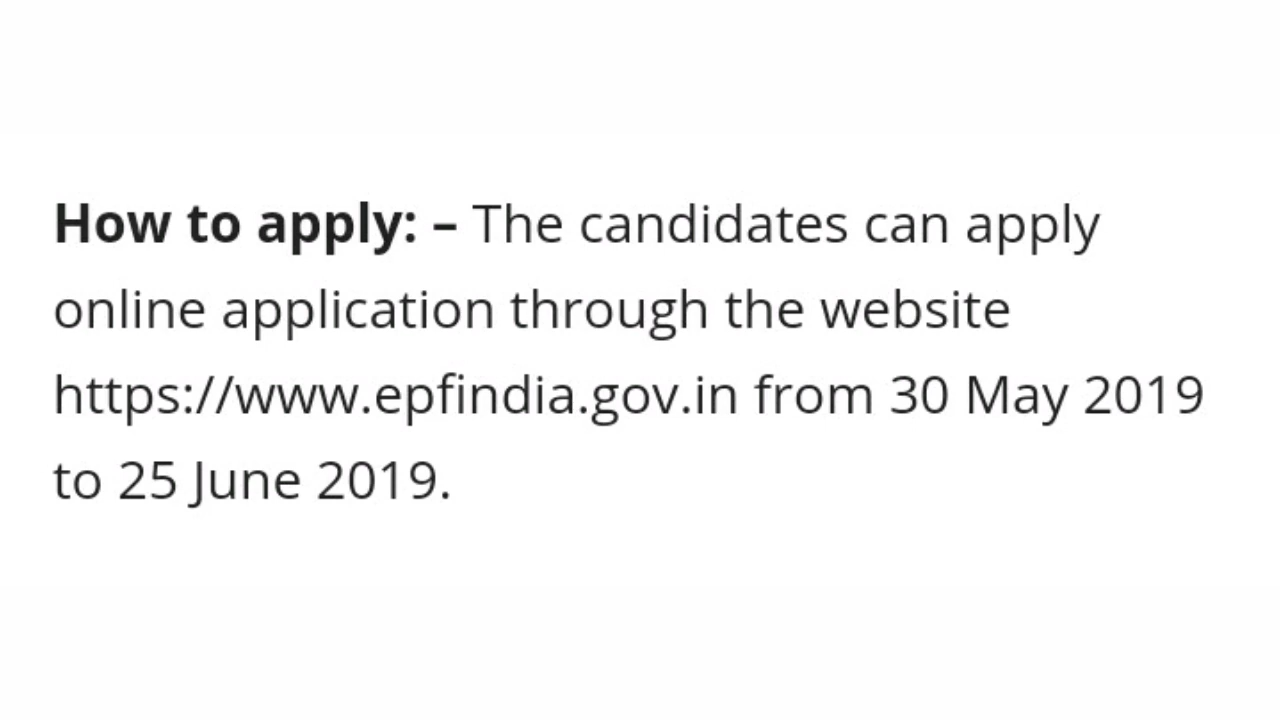 How to apply: – The candidates can apply
online application through the website
https://www.epfindia.gov.in from 30 May 2019
to 25 June 2019.